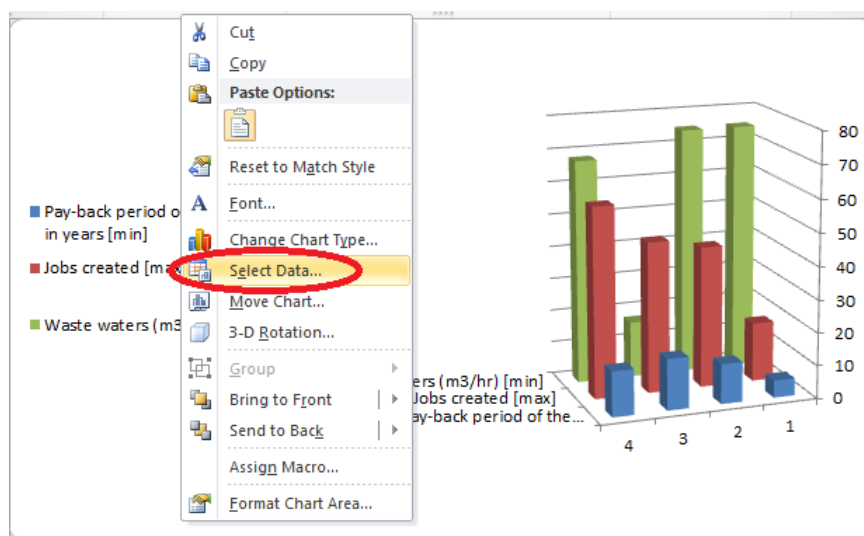 Cut
Copy
Paste Options:
Reset to Match Style
Font...
Change Chart Type...
Select Data...
Move Chart...
3-D Rotation...
Group
Bring to Front
Send to Back
Assign Macro...
Format Chart Area...
Pay-back period o
in years [min]
Jobs created [max
Waste waters (m3
ers (m3/hr) [min]
Jobs created [max]
ay-back period of the...
80
70
60
50
40
30
20
10
0
4 3 2 1